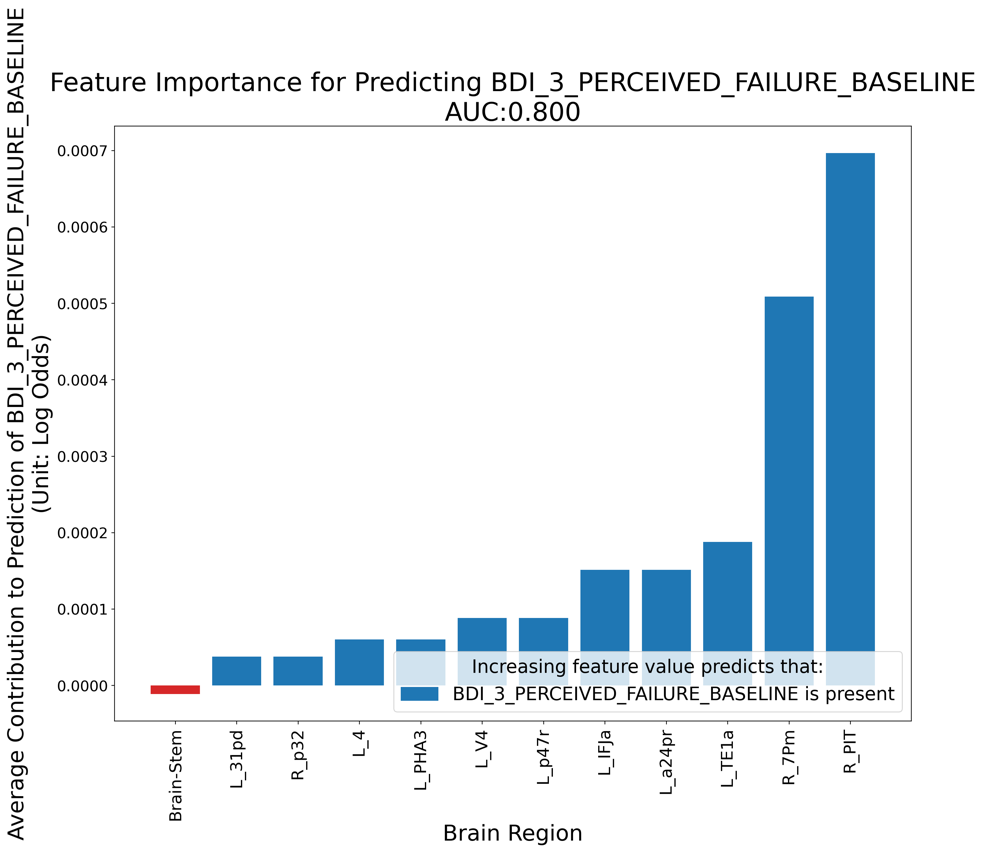 Feature Importance for Predicting BDI_3_PERCEIVED_FAILURE_BASELINE
AUC:0.800
Average Contribution to Prediction of BDI_3_PERCEIVED_FAILURE_BASELINE
(Unit: Log Odds)
0.0007
0.0006
0.0005
0.0004
0.0003
0.0002
0.0001
0.0000
Increasing feature value predicts that:
BDI_3_PERCEIVED_FAILURE_BASELINE is present
Brain-Stem
L_31pd
R_p32
L_4
L_PHA3
L_V4
L_p47r
L_IFJa
L_a24pr
L_TE1a
R_7Pm
R_PIT
Brain Region